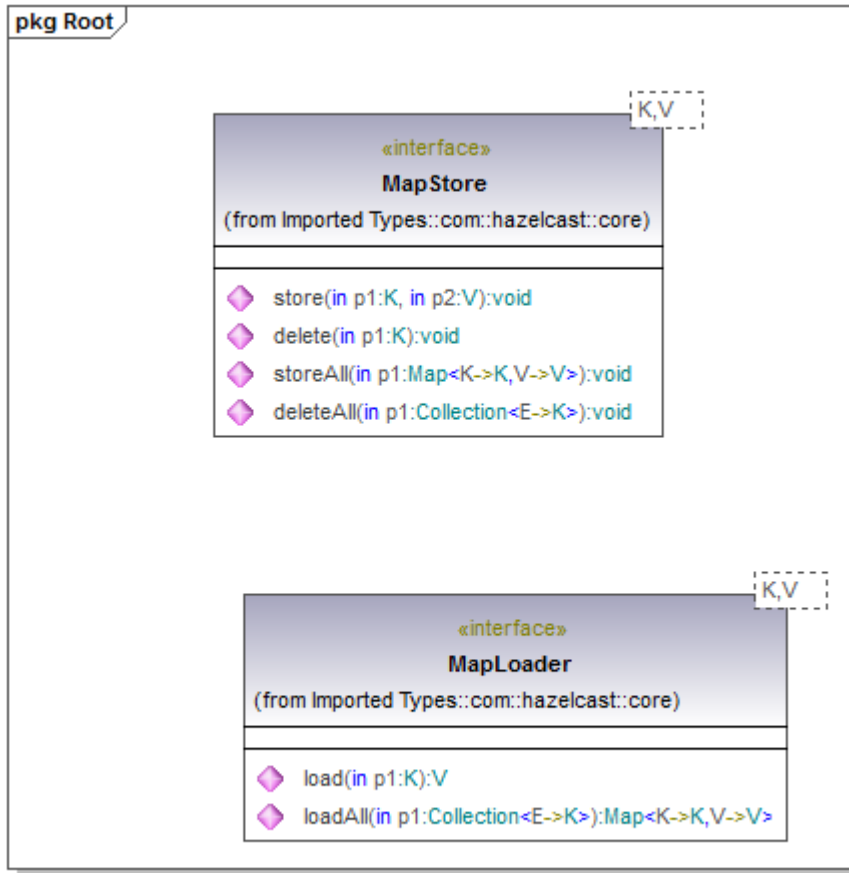 pkg Root
K,V
«interface»
MapStore
(from Imported Types::com::hazelcast::core)
store(in p1:K, in p2:V):void
delete(in p1:K):void
storeAll(in p1:Map<K->K,V->V>):void
deleteAll(in p1:Collection<E->K>):void
K,V
«interface»
MapLoader
(from Imported Types::com::hazelcast::core)
load(in p1:K):V
loadAll(in p1:Collection<E->K>):Map<K->K,V->V>